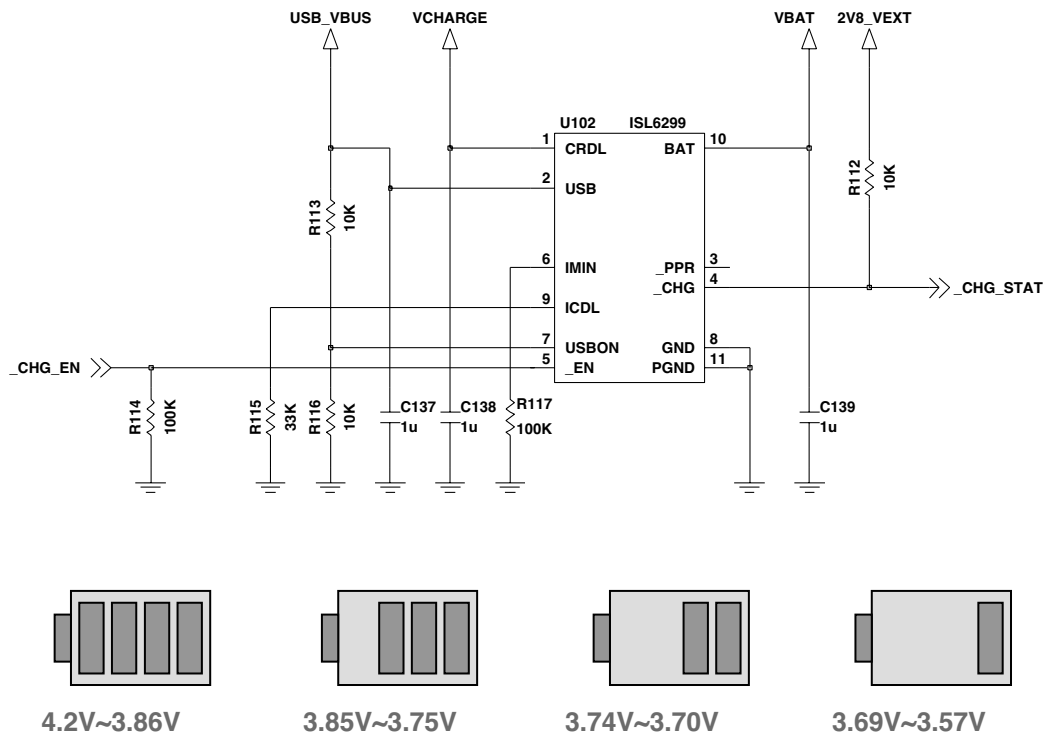 USB_VBUS VCHARGE VBAT 2V8_VEXT
U102 ISL6299
1 CRDL BAT 10
2 USB
R113 10K
R112 10K
6 IMIN _PPR 3
_CHG 4
_CHG_STAT
9 ICDL
7 USBON GND 8
_CHG_EN
5 _EN PGND 11
R114 100K
R115 33K
R116 10K
C137 1u
C138 1u
R117 100K
C139 1u
4.2V~3.86V 3.85V~3.75V 3.74V~3.70V 3.69V~3.57V